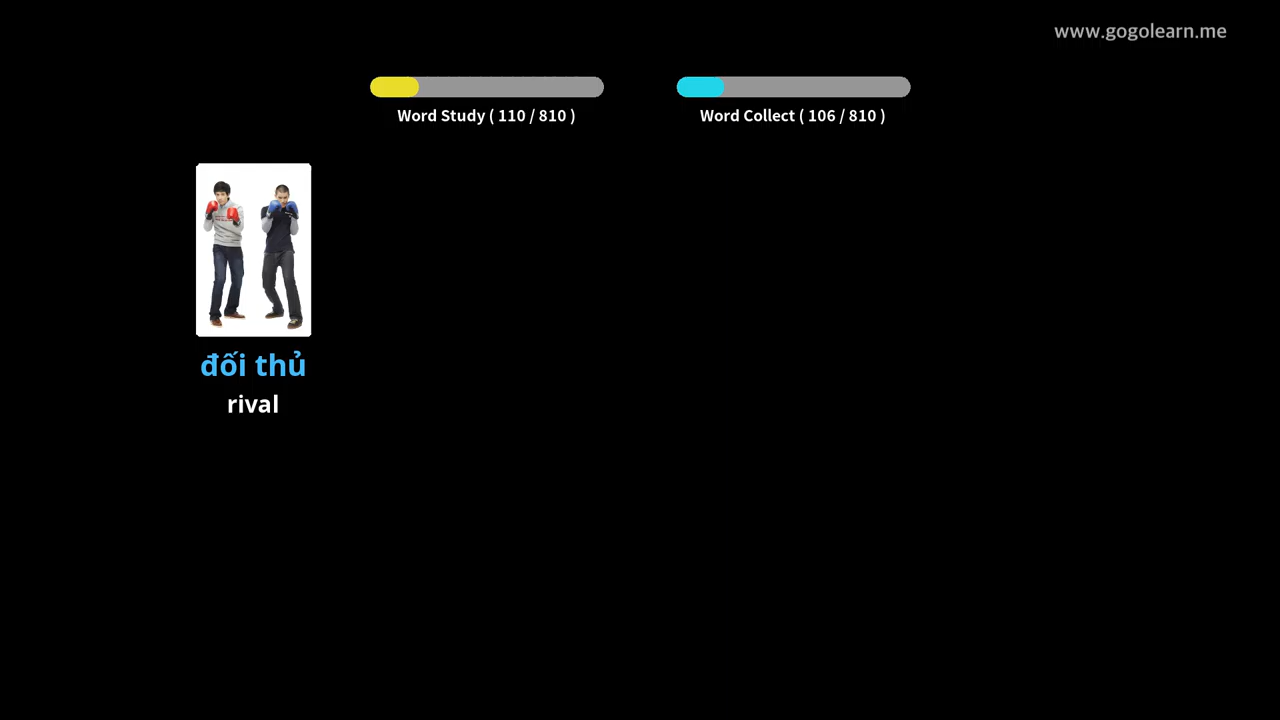 www.gogolearn.me
Word Study ( 110 / 810 )
Word Collect ( 106 / 810 )
đối thủ
rival